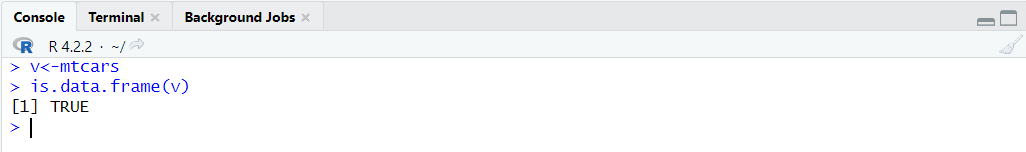 Console Terminal Background Jobs
R R 4.2.2 · ~/
> v<-mtcars
> is.data.frame(v)
[1] TRUE
>